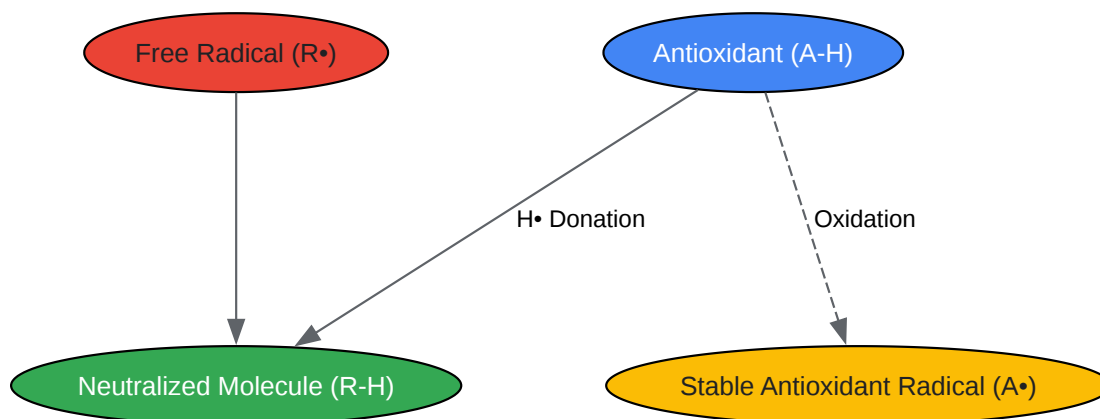 Free Radical (R•)
Antioxidant (A-H)
H• Donation
Oxidation
Neutralized Molecule (R-H)
Stable Antioxidant Radical (A•)